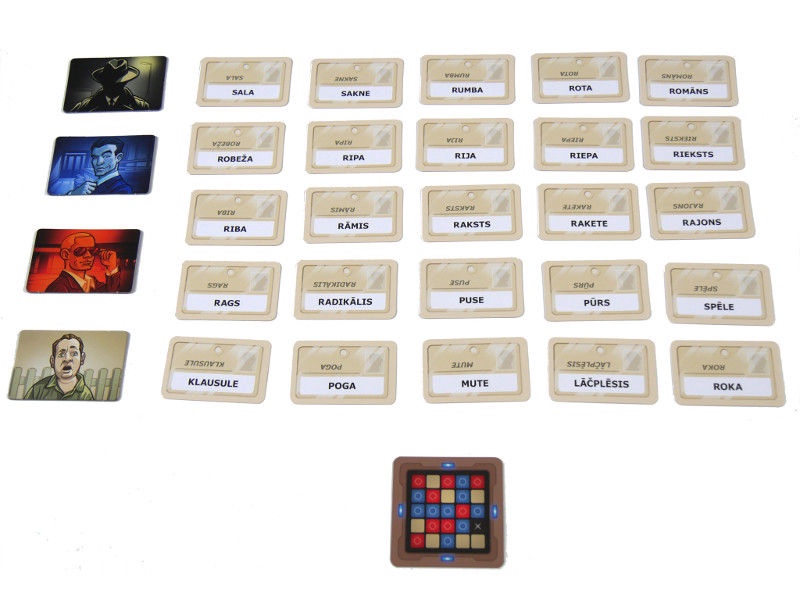 SALA
SALA
SAKNE
SAKNE
RUMBA
RUMBA
ROTA
ROTA
ROMĀNS
ROMĀNS
ROBEŽA
ROBEŽA
RIPA
RIPA
RIJA
RIJA
RIEPA
RIEPA
RIEKSTS
RIEKSTS
RIBA
RIBA
RĀMIS
RĀMIS
RAKSTS
RAKSTS
RAKETE
RAKETE
RAJONS
RAJONS
RAGS
RAGS
RADIKĀLIS
RADIKĀLIS
PUSE
PUSE
PŪRS
PŪRS
SPĒLE
SPĒLE
KLAUSULE
KLAUSULE
POGA
POGA
MUTE
MUTE
LĀČPLĒSIS
LĀČPLĒSIS
ROKA
ROKA